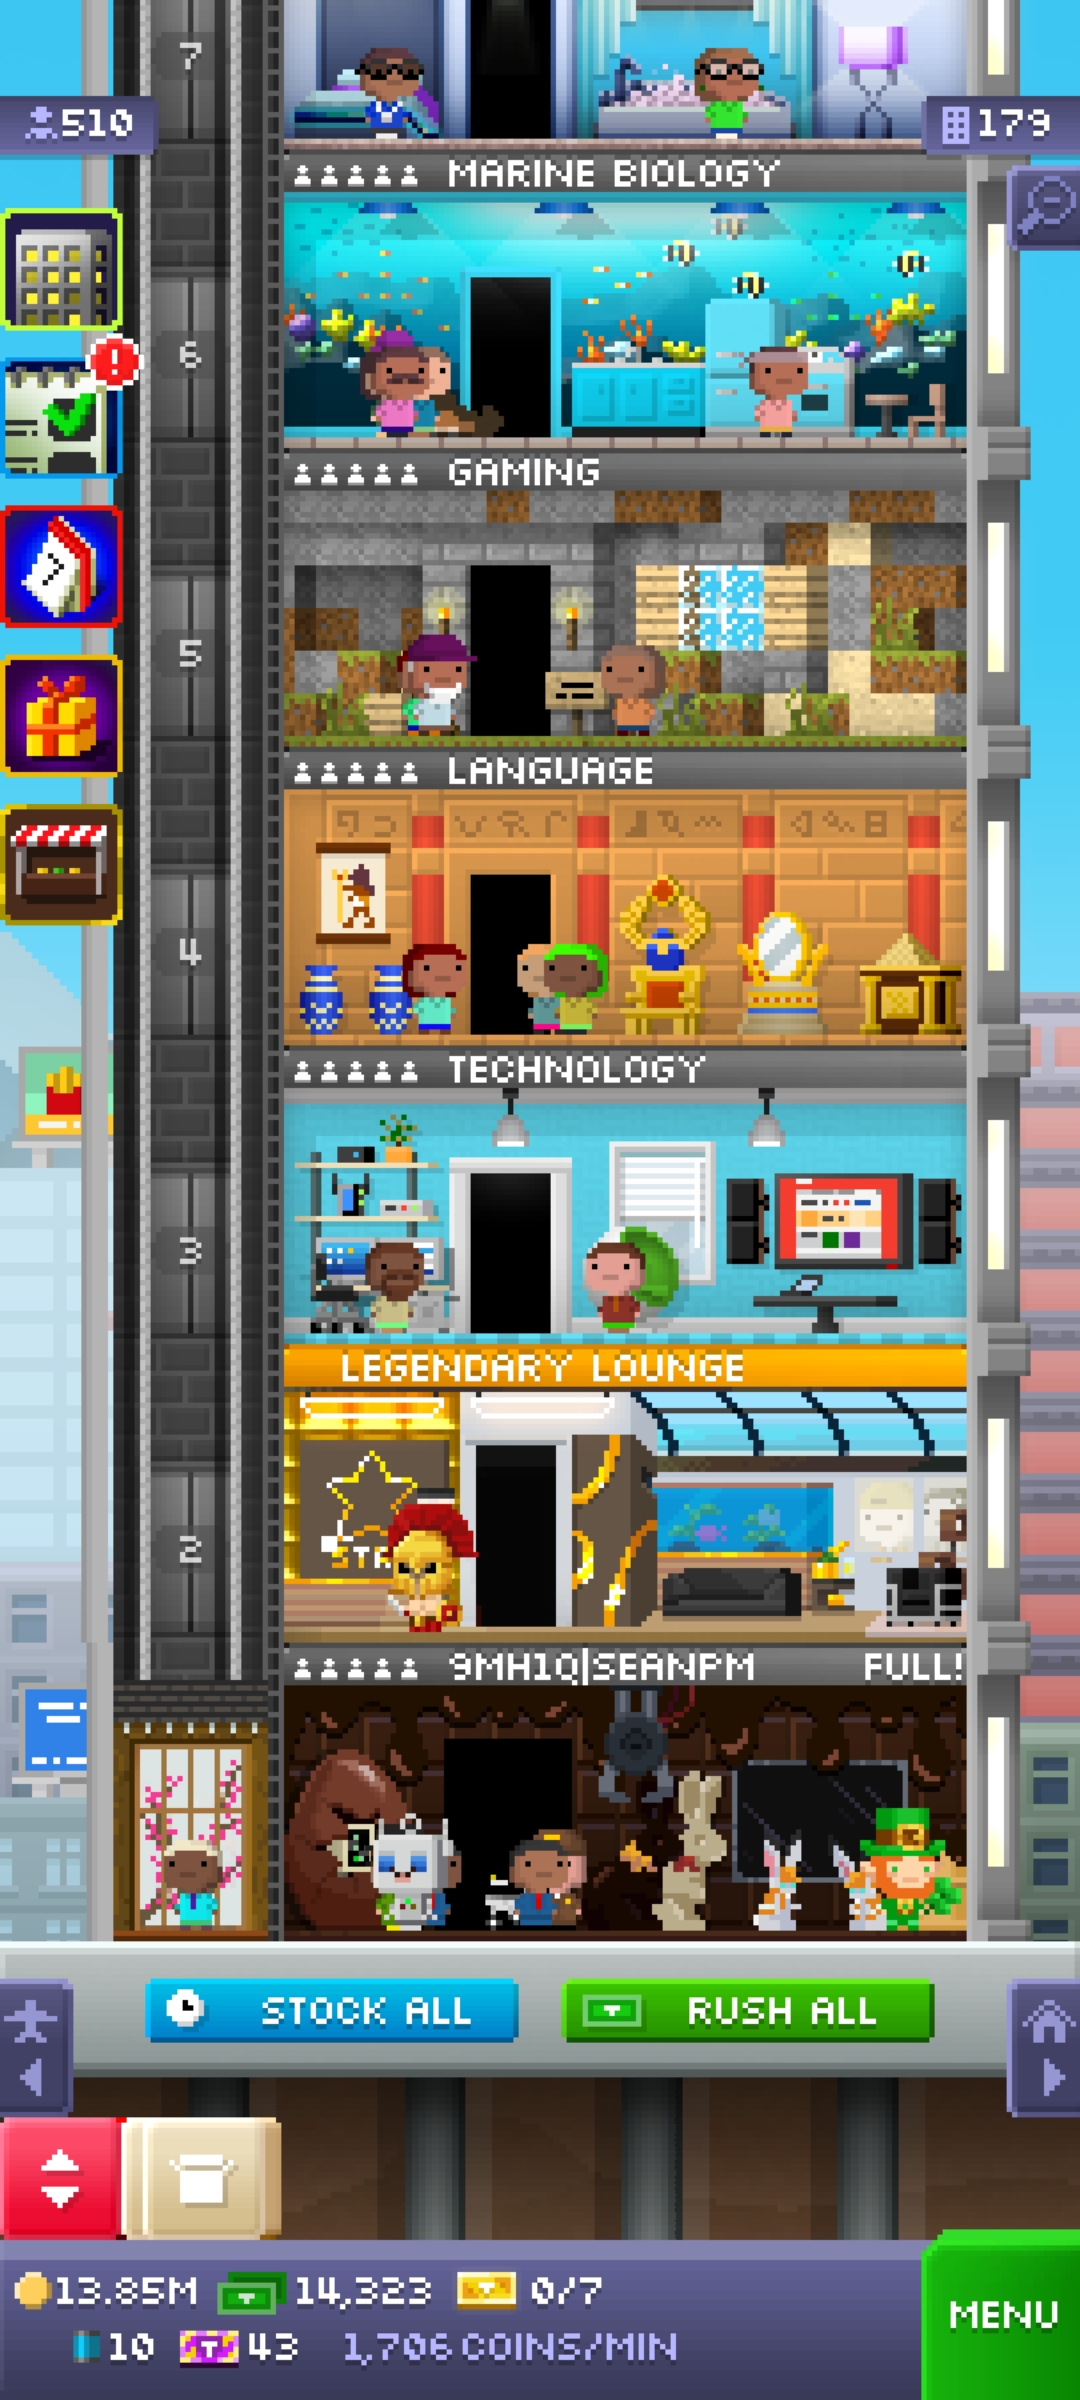 7
510
179
MARINE BIOLOGY
6
!
GAMING
?
5
LANGUAGE
4
TECHNOLOGY
3
LEGENDARY LOUNGE
2
9MH1Q|SEANPM FULL!
STOCK ALL
RUSH ALL
13.85M 14,323 0/7
MENU
10 T 43 1,706 COINS/MIN